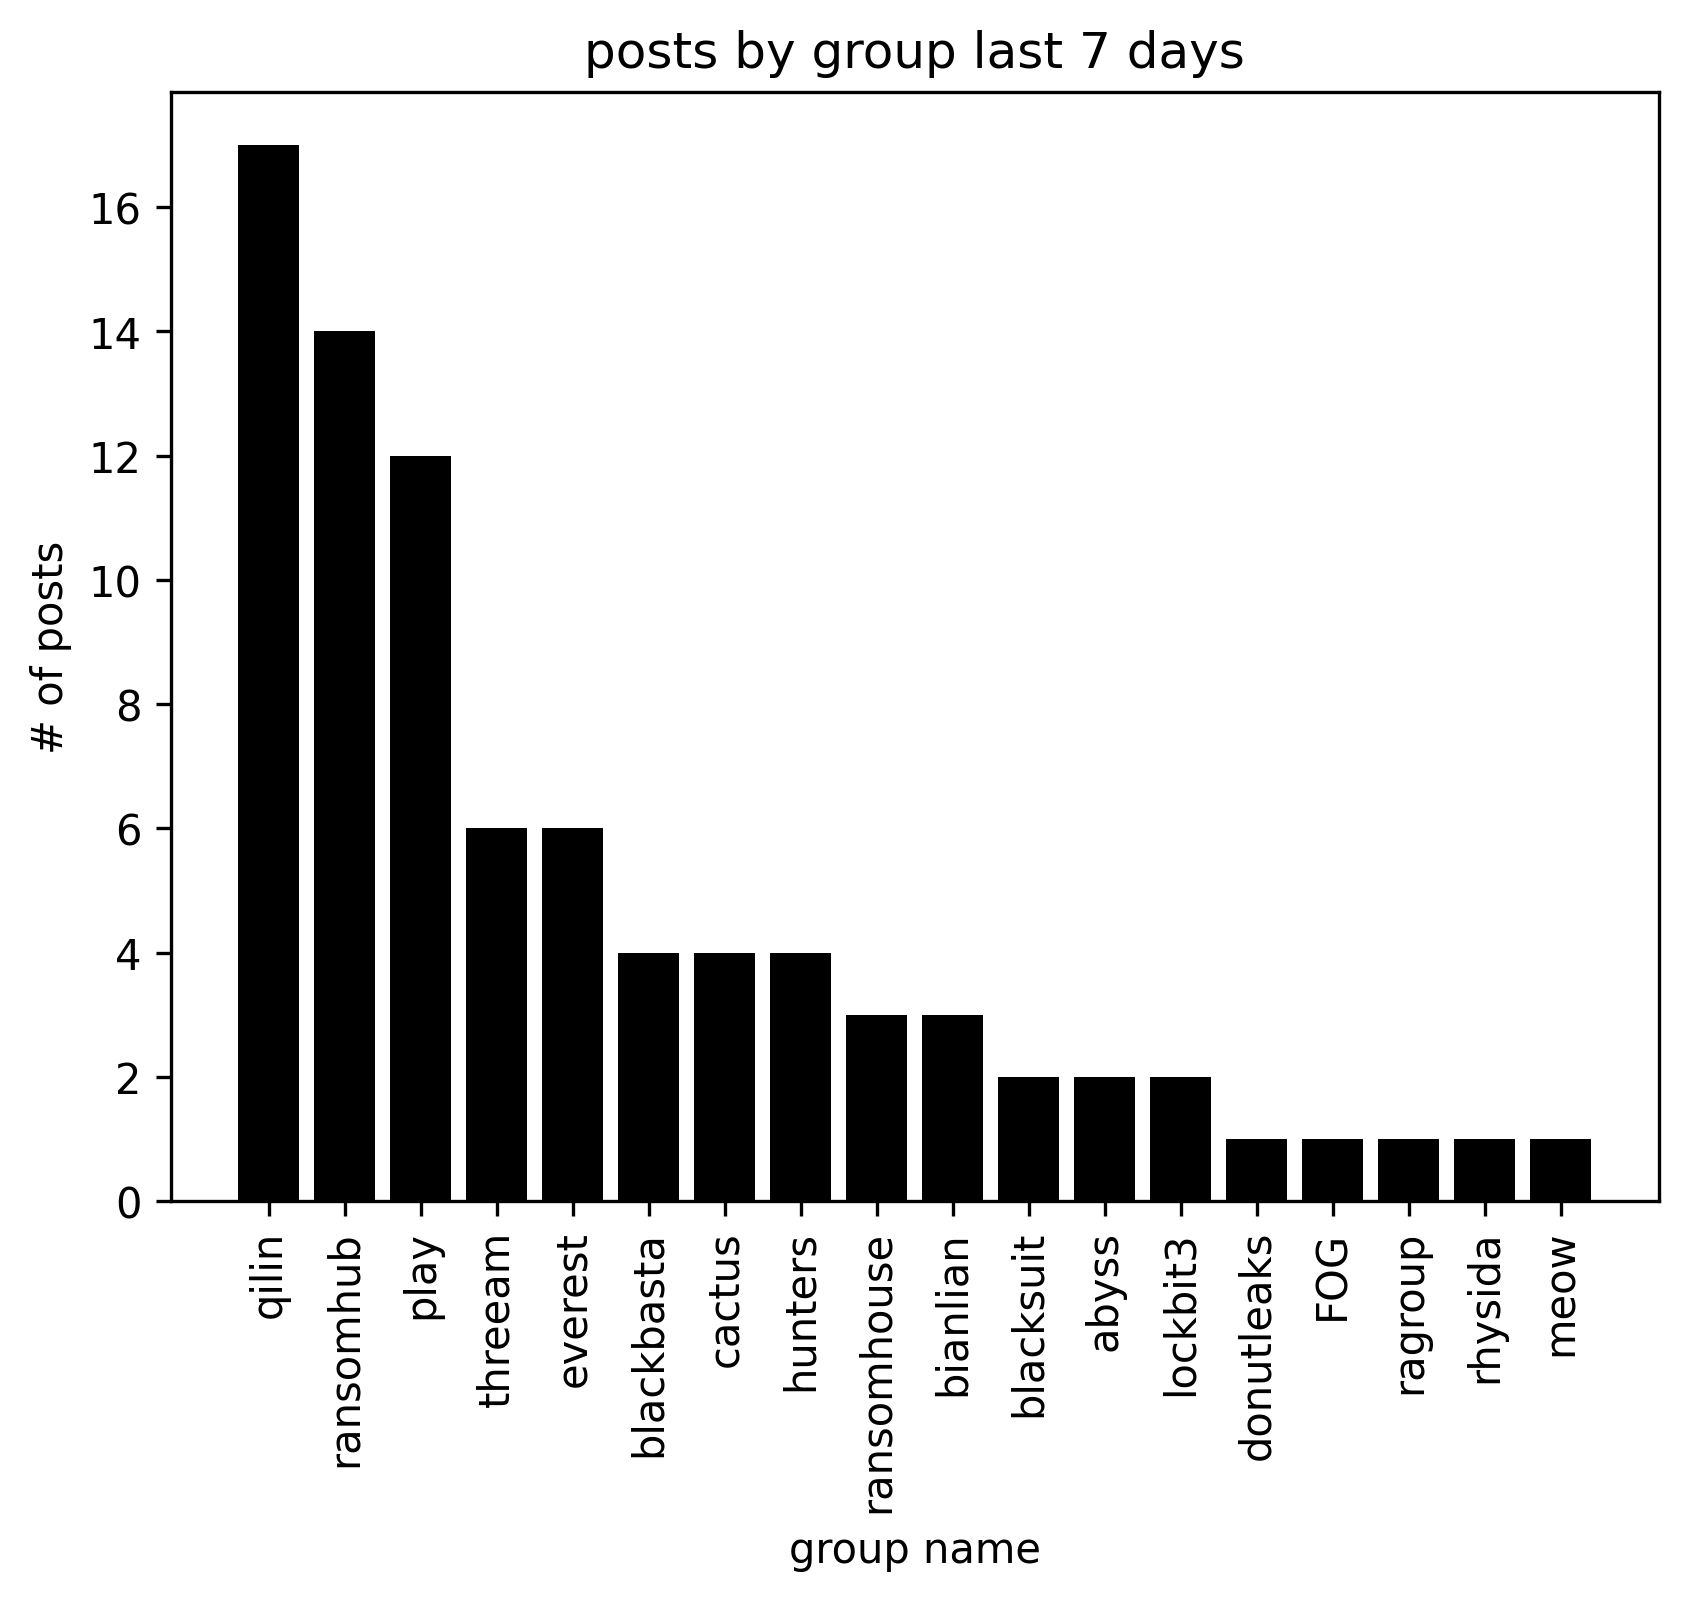 posts by group last 7 days
# of posts
16
14
12
10
8
6
4
2
0
qilin
ransomhub
play
threeam
everest
blackbasta
cactus
hunters
ransomhouse
bianlian
blacksuit
abyss
lockbit3
donutleaks
FOG
ragroup
rhysida
meow
group name